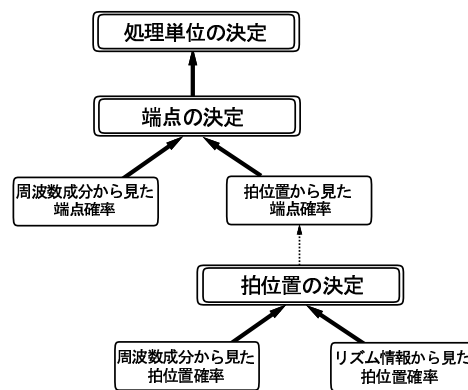 処理単位の決定
端点の決定
周波数成分から見た
端点確率
拍位置から見た
端点確率
拍位置の決定
周波数成分から見た
拍位置確率
リズム情報から見た
拍位置確率